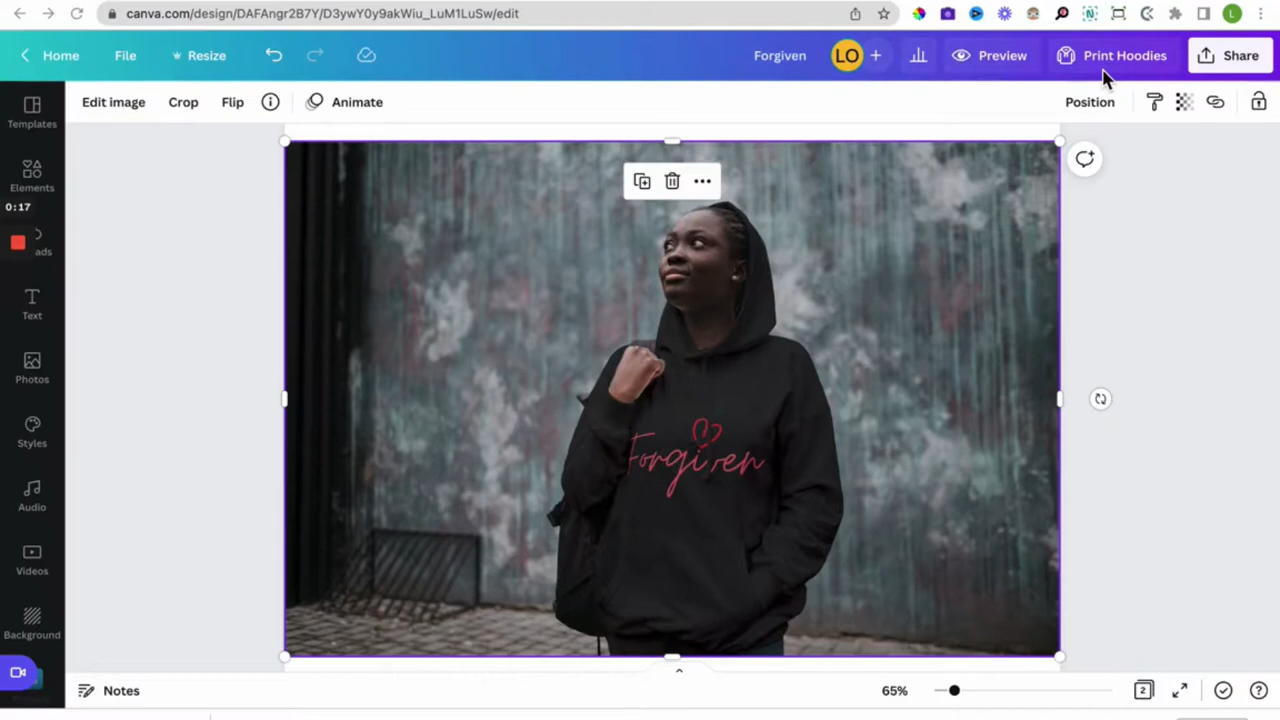 canva.com/design/DAFAngr2B7Y/D3ywY0y9akWiu_LuM1LuSw/edit
L
Home
File
Resize
Forgiven
LO
+
Preview
Print Hoodies
Share
Edit image
Crop
Flip
Animate
Position
Templates
Elements
0:17
ads
Text
Photos
Styles
Audio
Videos
Background
Forgiven
Notes
65%
2